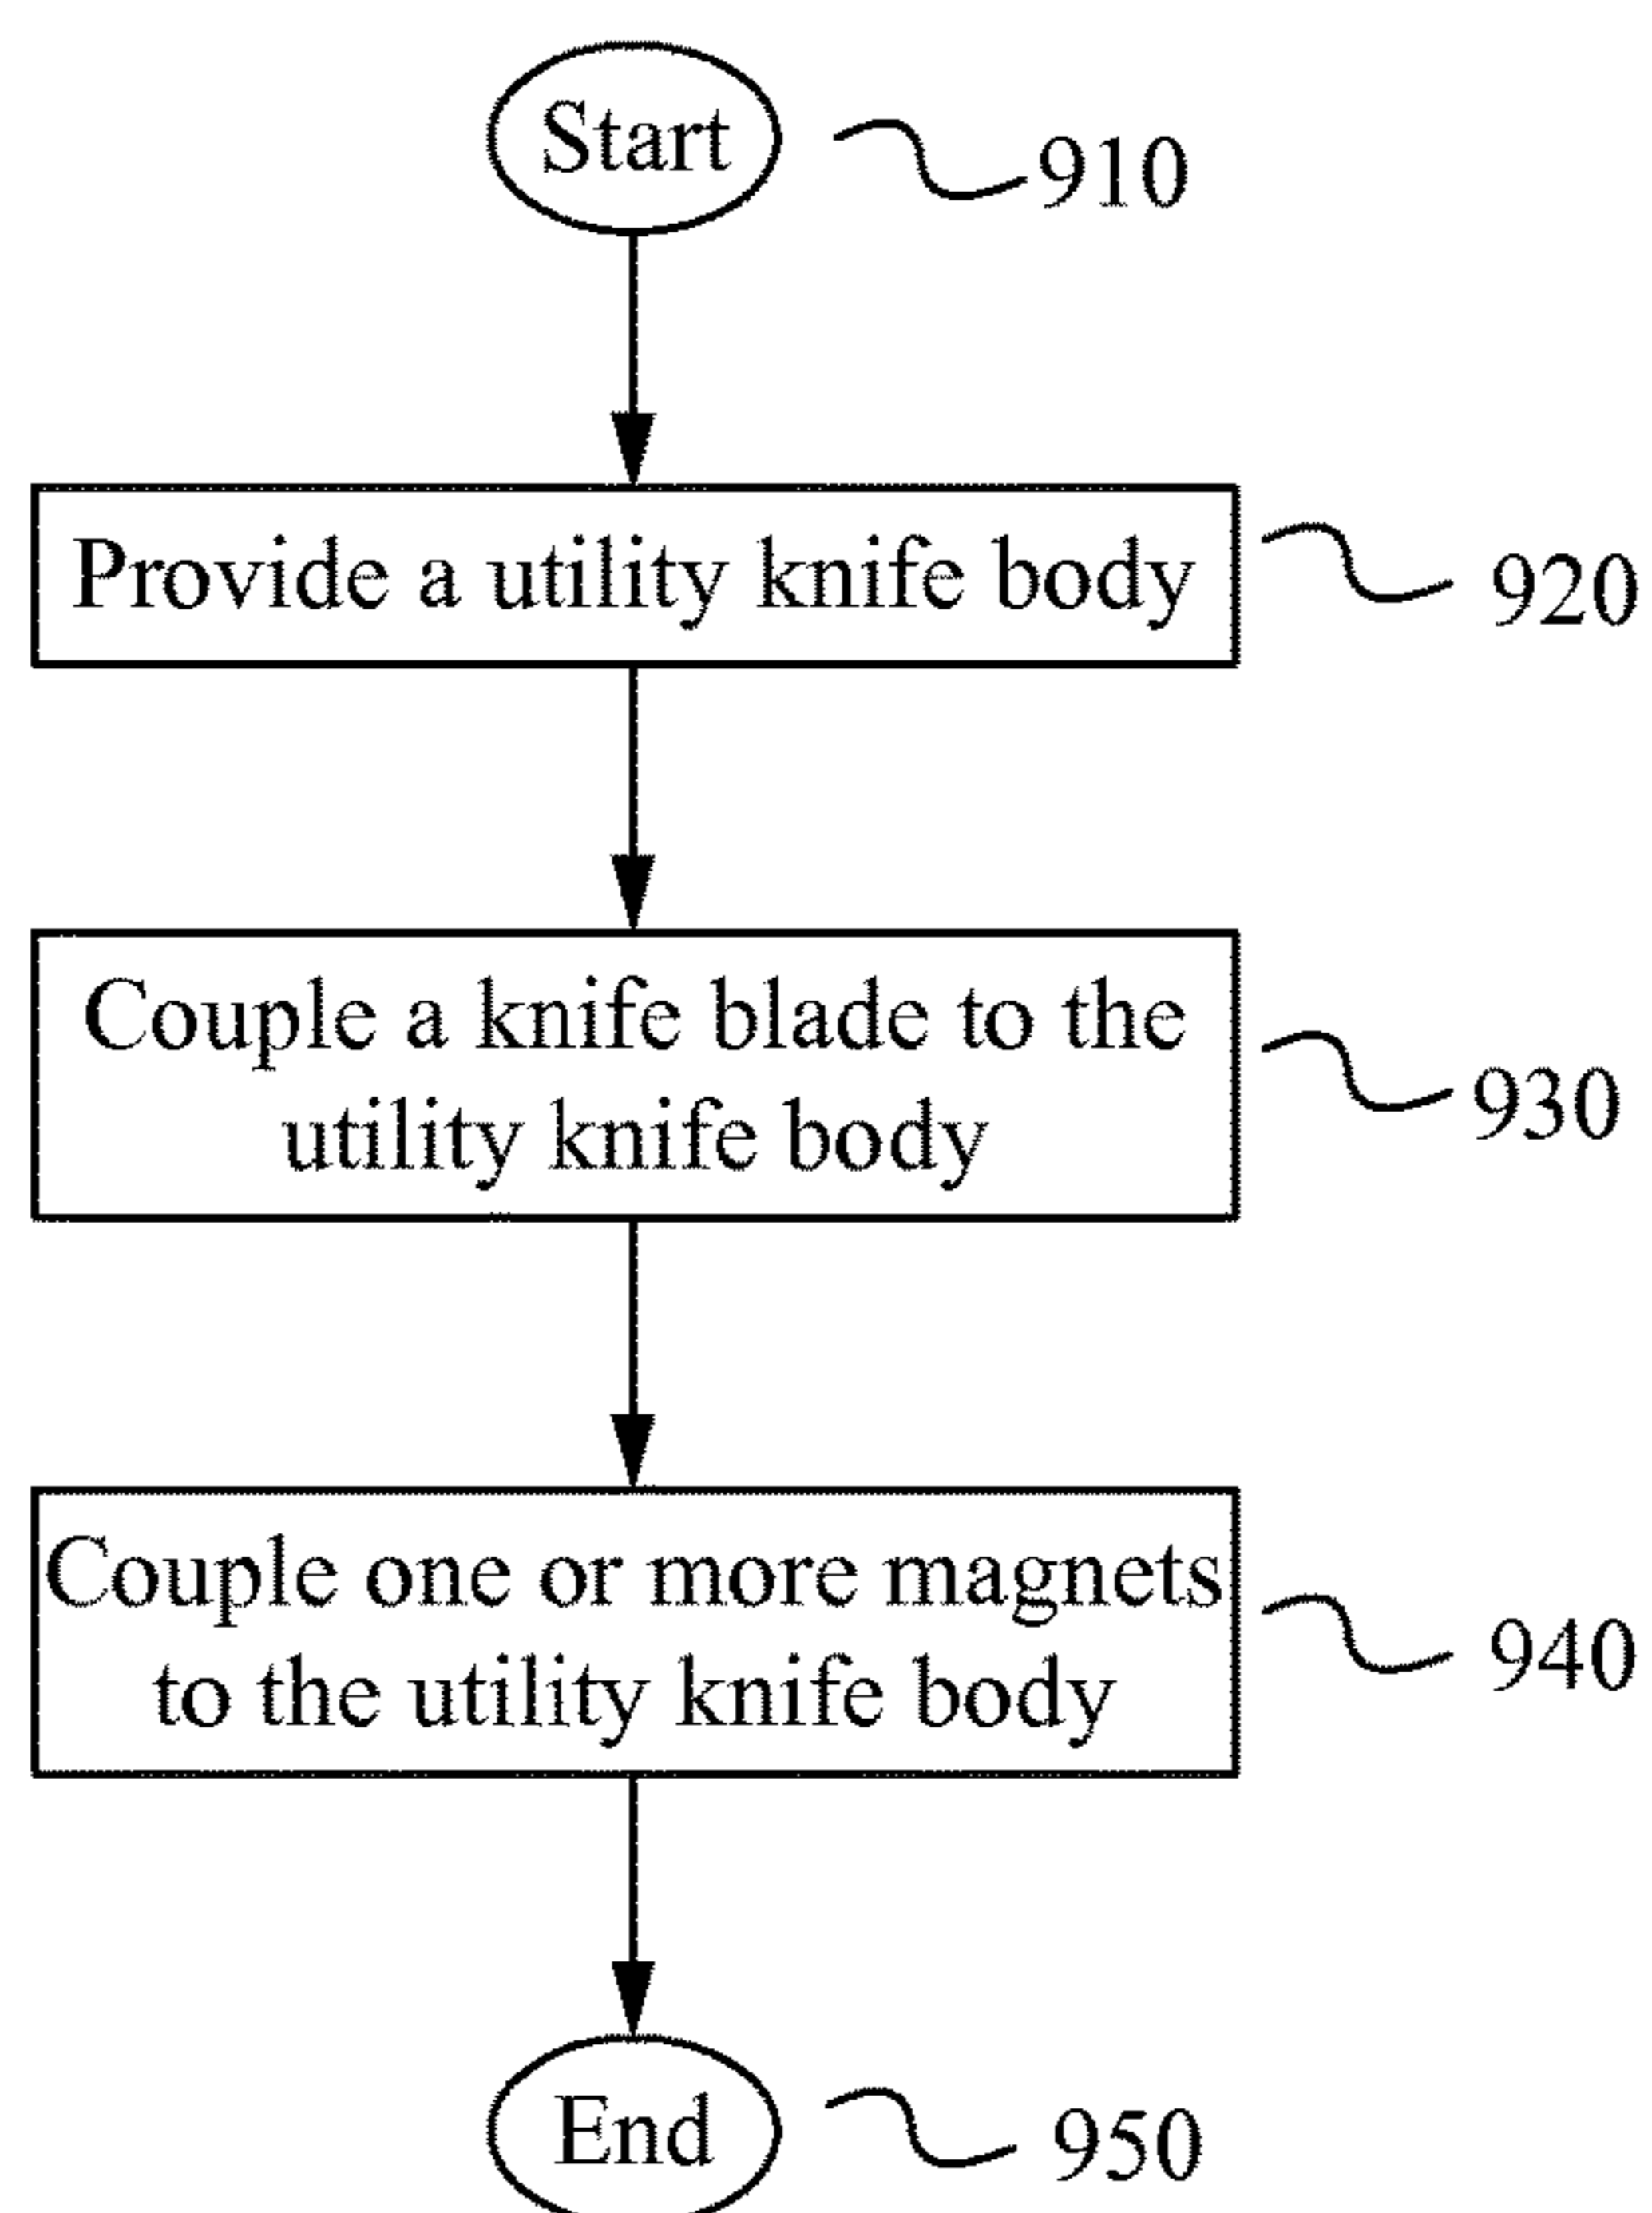 Start
910
Provide a utility knife body
920
Couple a knife blade to the
utility knife body
930
Couple one or more magnets
to the utility knife body
940
End
950